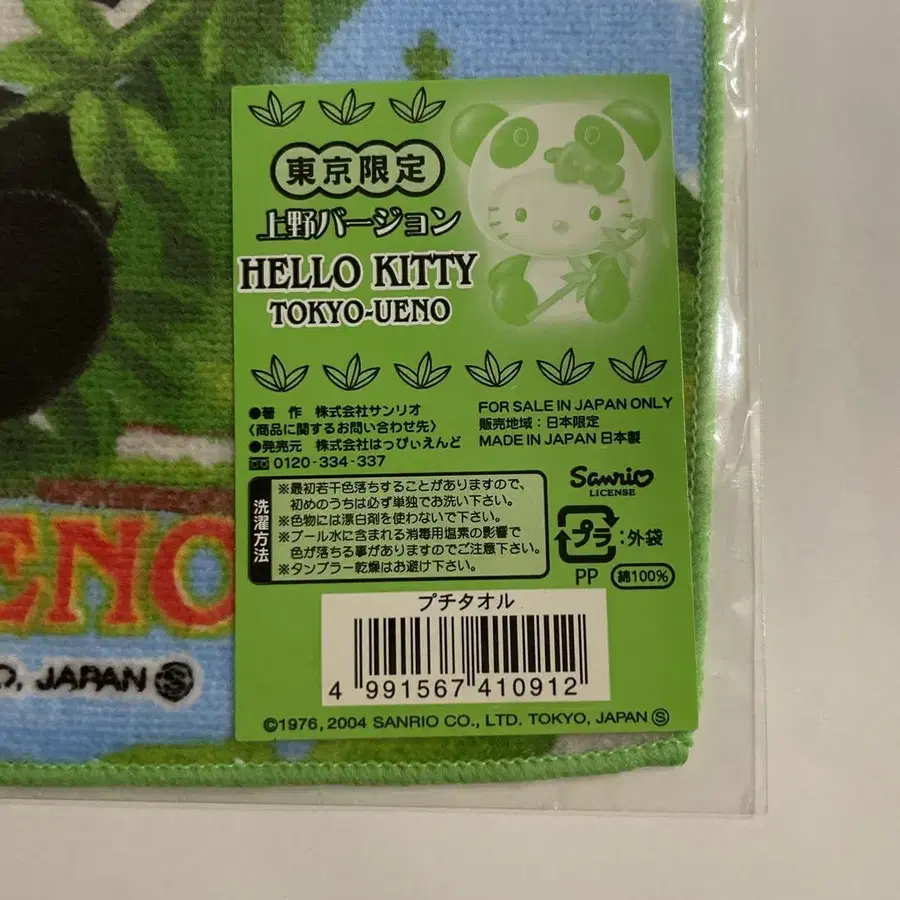 東京限定
上野バージョン
HELLO KITTY
TOKYO-UENO
●著 作 株式会社サンリオ
〈商品に関するお問い合わせ先〉
●発売元 株式会社はっぴぃえんど
0120-334-337
FOR SALE IN JAPAN ONLY
販売地域：日本限定
MADE IN JAPAN 日本製
洗濯方法
※最初若干色落ちすることがありますので、
初めのうちは必ず単独でお洗い下さい。
※色物には漂白剤を使わないで下さい。
※プール水に含まれる消毒用塩素の影響で
色が落ちる事がありますのでご注意下さい。
※タンブラー乾燥はお避け下さい。
Sanrio
LICENSE
プラ：外袋
PP 綿100%
プチタオル
4 991567 410912
©1976, 2004 SANRIO CO., LTD. TOKYO, JAPAN Ⓢ
ENO
O, JAPAN Ⓢ